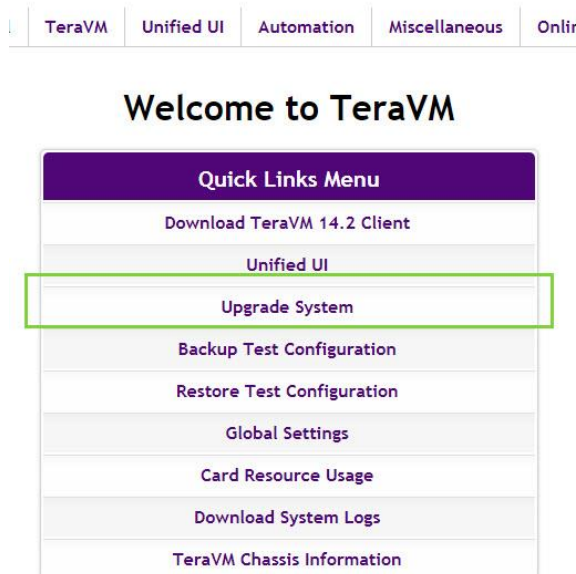 TeraVM Unified UI Automation Miscellaneous
Welcome to TeraVM
Quick Links Menu
Download TeraVM 14.2 Client
Unified UI
Upgrade System
Backup Test Configuration
Restore Test Configuration
Global Settings
Card Resource Usage
Download System Logs
TeraVM Chassis Information